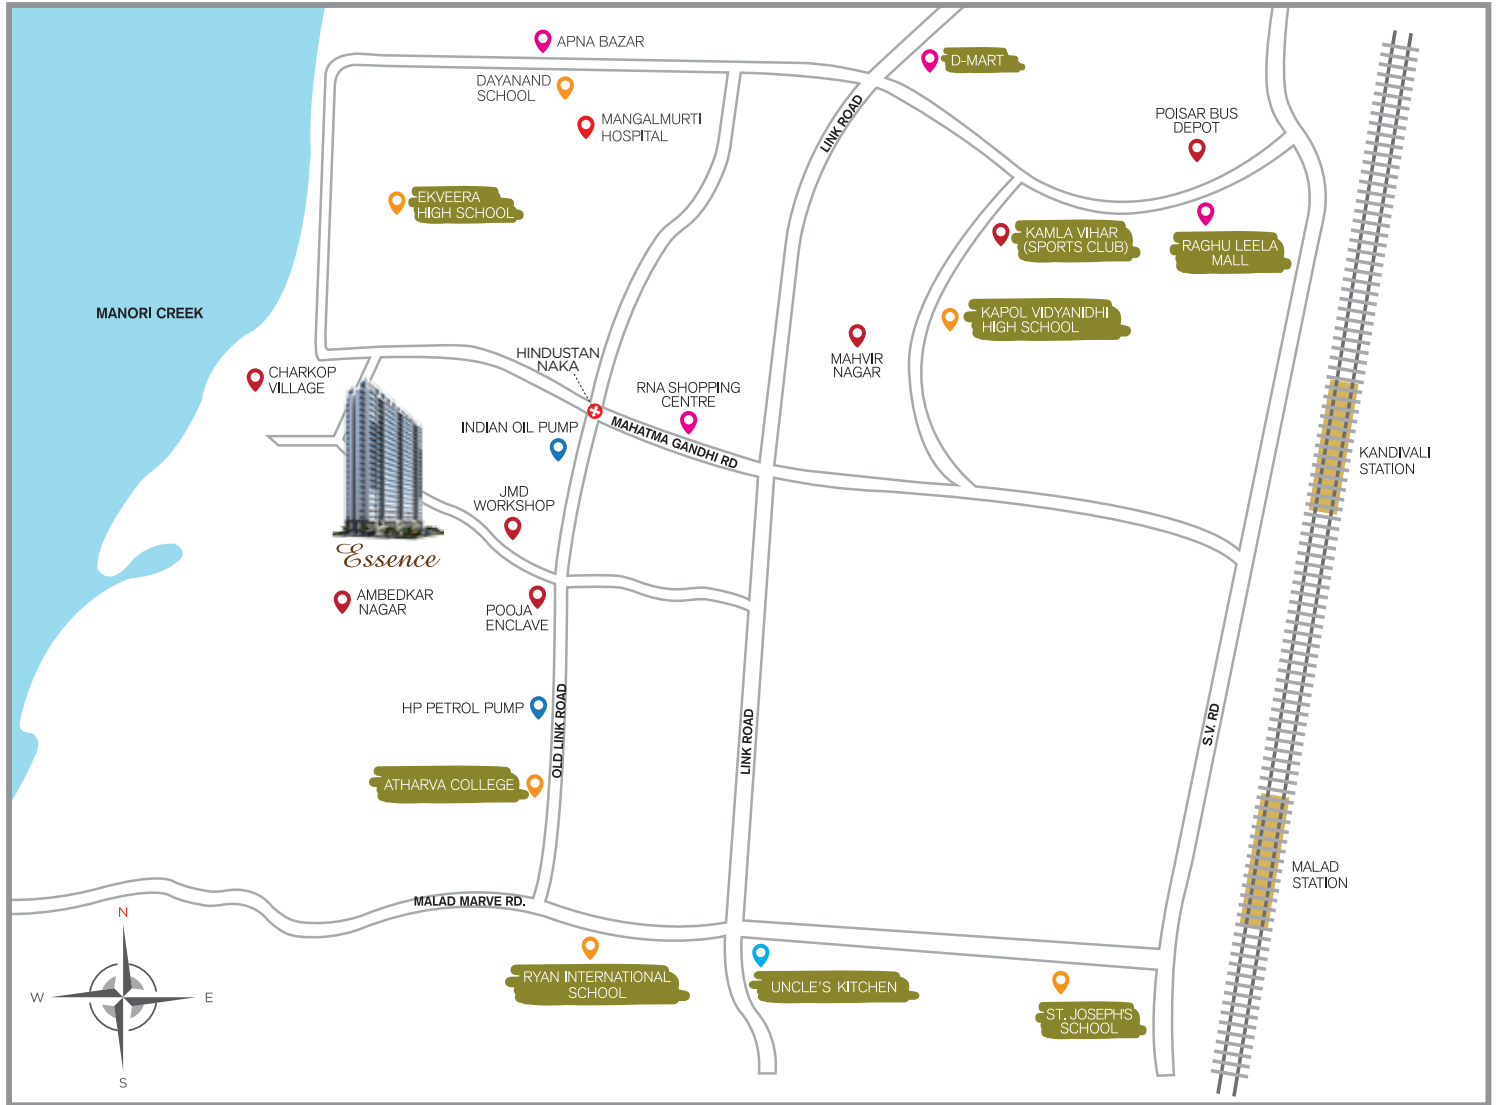 APNA BAZAR
D-MART
DAYANAND
SCHOOL
MANGALMURTI
HOSPITAL
LINK ROAD
POISAR BUS
DEPOT
EKVEERA
HIGH SCHOOL
KAMLA VIHAR
(SPORTS CLUB)
RAGHU LEELA
MALL
MANORI CREEK
KAPOL VIDYANIDHI
HIGH SCHOOL
HINDUSTAN
NAKA
MAHVIR
NAGAR
CHARKOP
VILLAGE
RNA SHOPPING
CENTRE
INDIAN OIL PUMP
MAHATMA GANDHI RD
KANDIVALI
STATION
JMD
WORKSHOP
Essence
AMBEDKAR
NAGAR
POOJA
ENCLAVE
HP PETROL PUMP
OLD LINK ROAD
LINK ROAD
S.V. RD
ATHARVA COLLEGE
MALAD
STATION
MALAD MARVE RD.
N
W
E
S
RYAN INTERNATIONAL
SCHOOL
UNCLE'S KITCHEN
ST. JOSEPH'S
SCHOOL